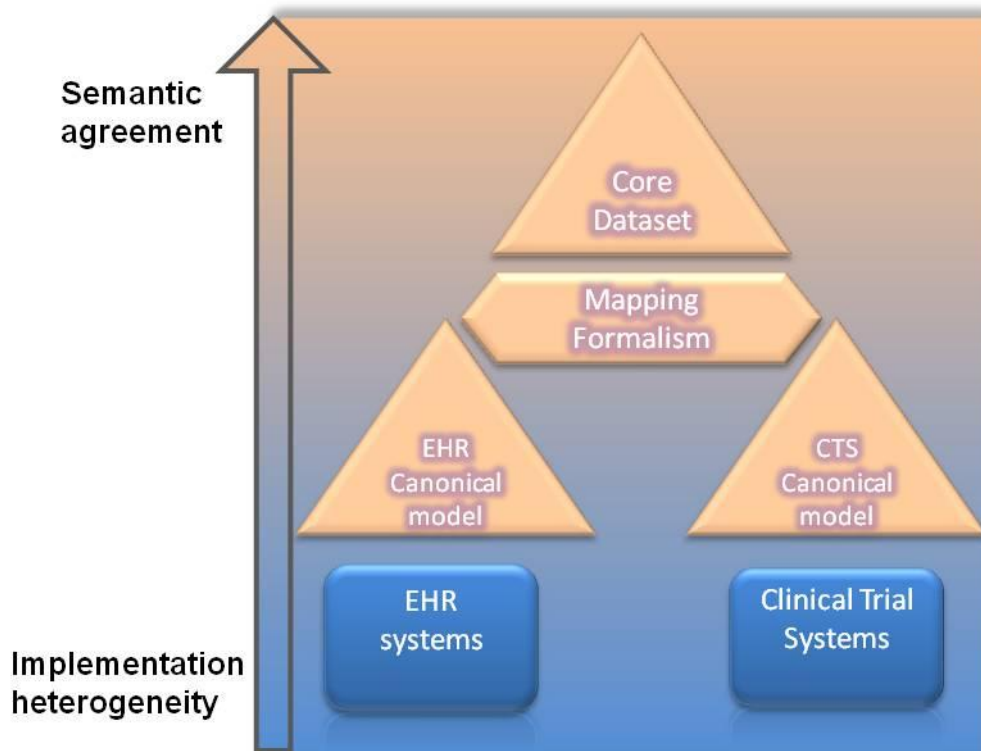 Semantic
agreement
Core
Dataset
Mapping
Formalism
EHR
Canonical
model
CTS
Canonical
model
EHR
systems
Clinical Trial
Systems
Implementation
heterogeneity